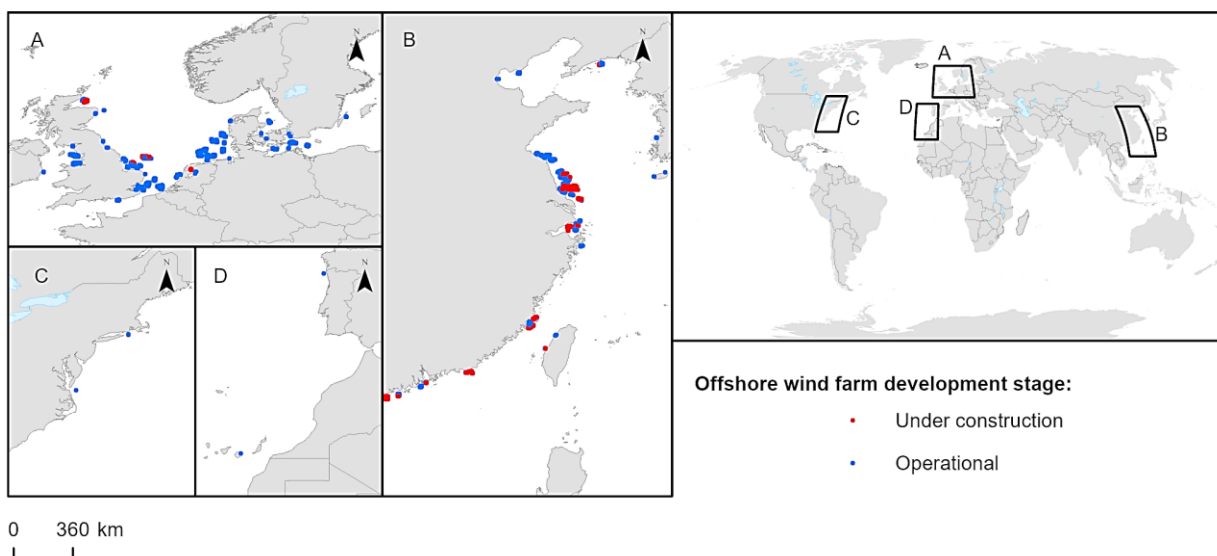 A
N
B
N
A
D
C
B
C
N
D
N
Offshore wind farm development stage:
Under construction
Operational
0 360 km